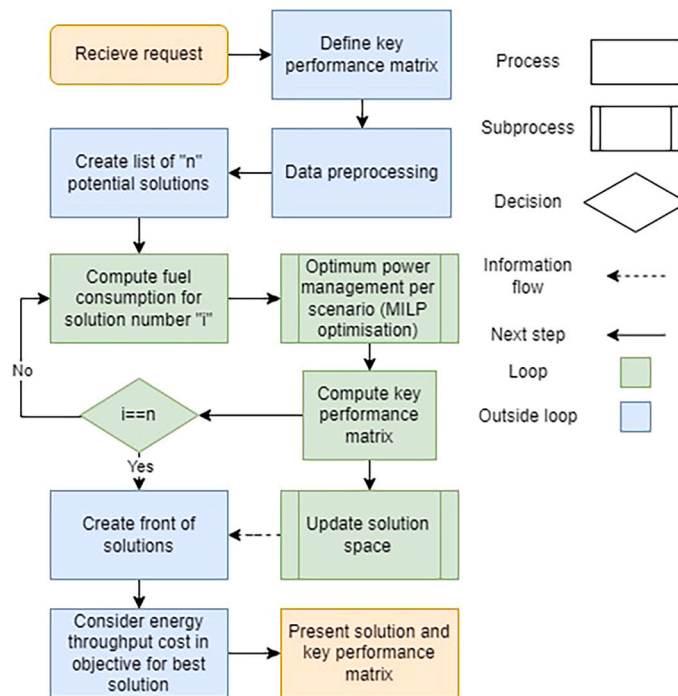 Recieve request
Define key
performance matrix
Process
Subprocess
Create list of "n"
potential solutions
Data preprocessing
Decision
Compute fuel
consumption for
solution number "i"
Optimum power
management per
scenario (MILP
optimisation)
Information
flow
Next step
No
Loop
i==n
Compute key
performance
matrix
Outside loop
Yes
Create front of
solutions
Update solution
space
Consider energy
throughput cost in
objective for best
solution
Present solution and
key performance
matrix